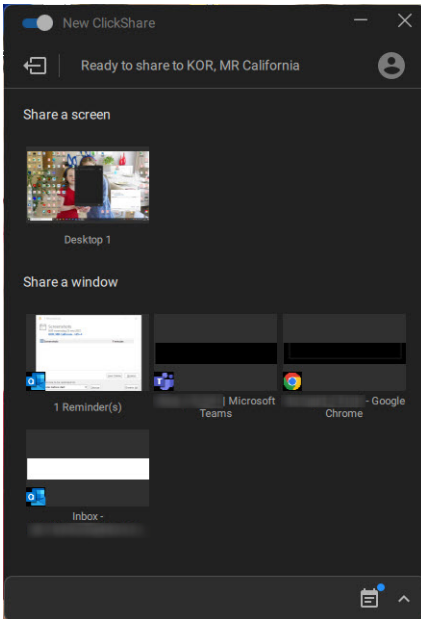 New ClickShare
Ready to share to KOR, MR California
Share a screen
Desktop 1
Share a window
1 Reminder(s)
| Microsoft
Teams
- Google
Chrome
Inbox -